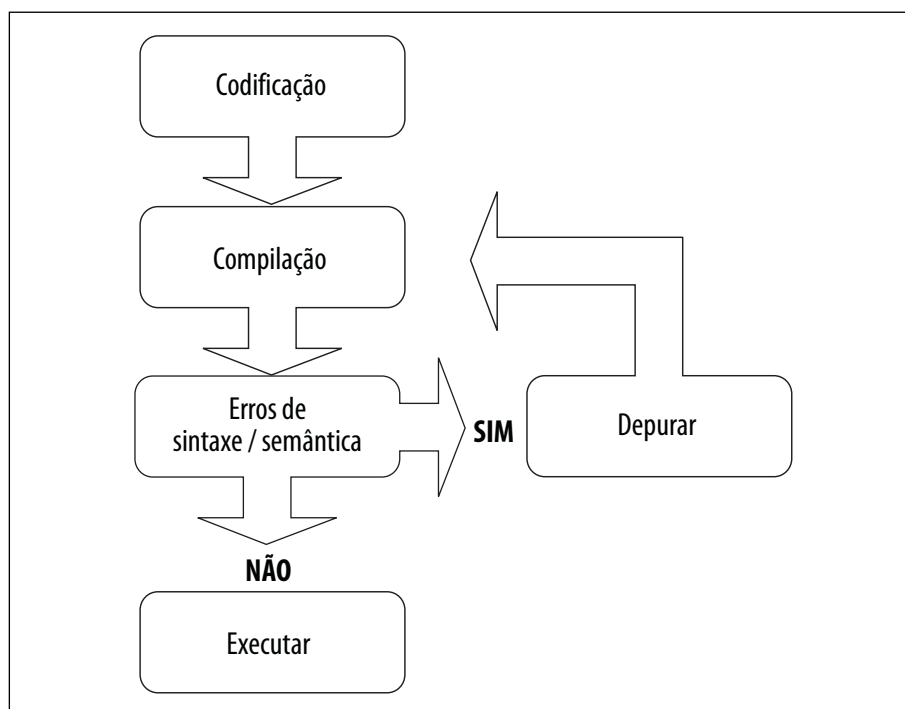 Codificação
Compilação
Erros de
sintaxe / semântica
SIM
Depurar
NÃO
Executar